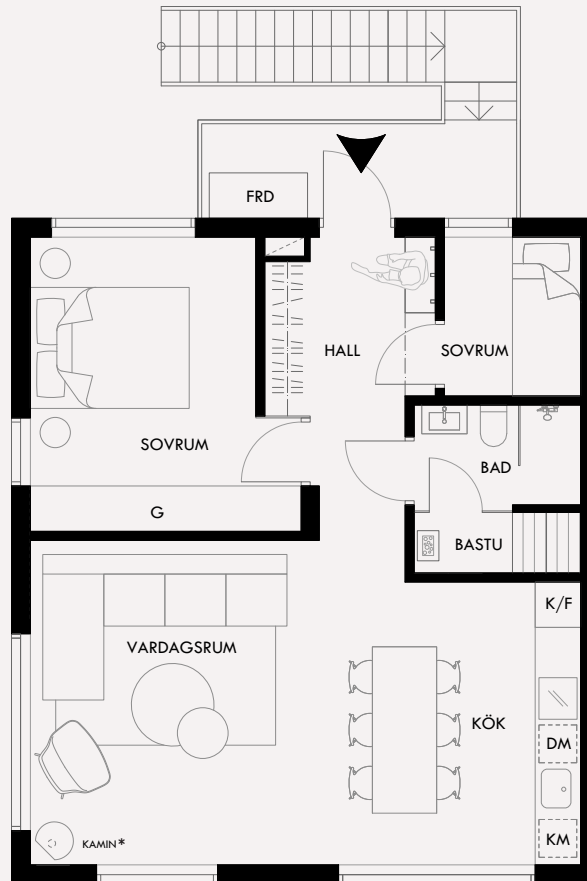 FRD
HALL
SOVRUM
SOVRUM
BAD
G
BASTU
K/F
VARDAGSRUM
KÖK
DM
KAMIN*
KM